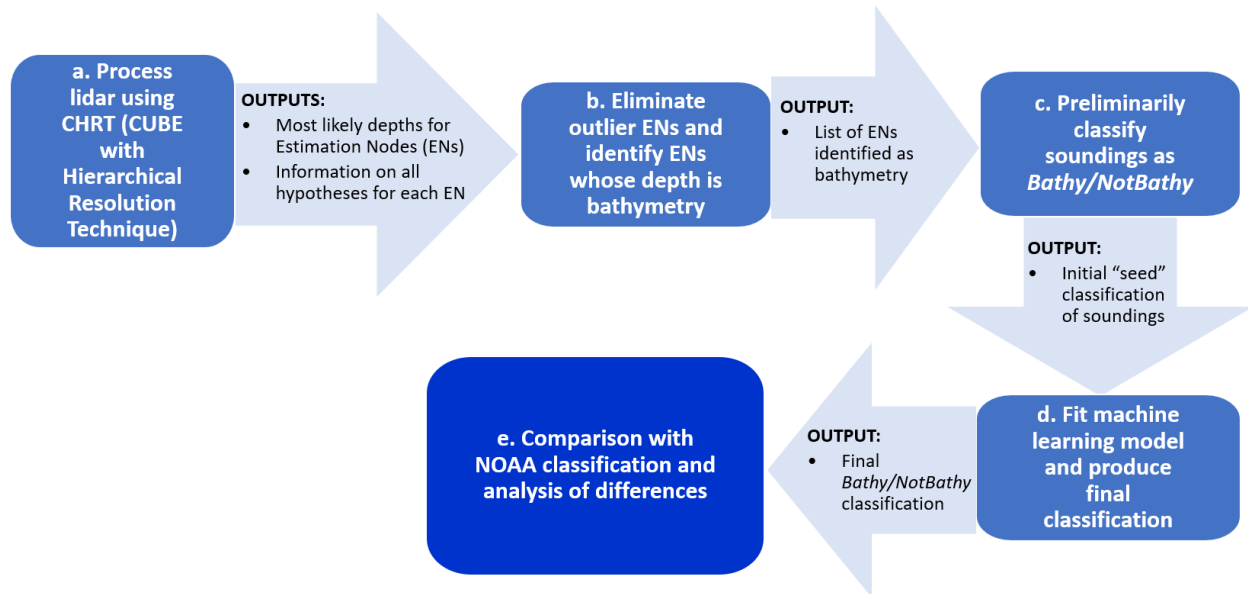 a. Process
lidar using
CHRT (CUBE
with
Hierarchical
Resolution
Technique)
OUTPUTS:
• Most likely depths for
Estimation Nodes (ENs)
• Information on all
hypotheses for each EN
b. Eliminate
outlier ENs and
identify ENs
whose depth is
bathymetry
OUTPUT:
• List of ENs
identified as
bathymetry
c. Preliminarily
classify
soundings as
Bathy/NotBathy
OUTPUT:
• Initial “seed”
classification
of soundings
d. Fit machine
learning model
and produce
final
classification
OUTPUT:
• Final
Bathy/NotBathy
classification
e. Comparison with
NOAA classification and
analysis of differences